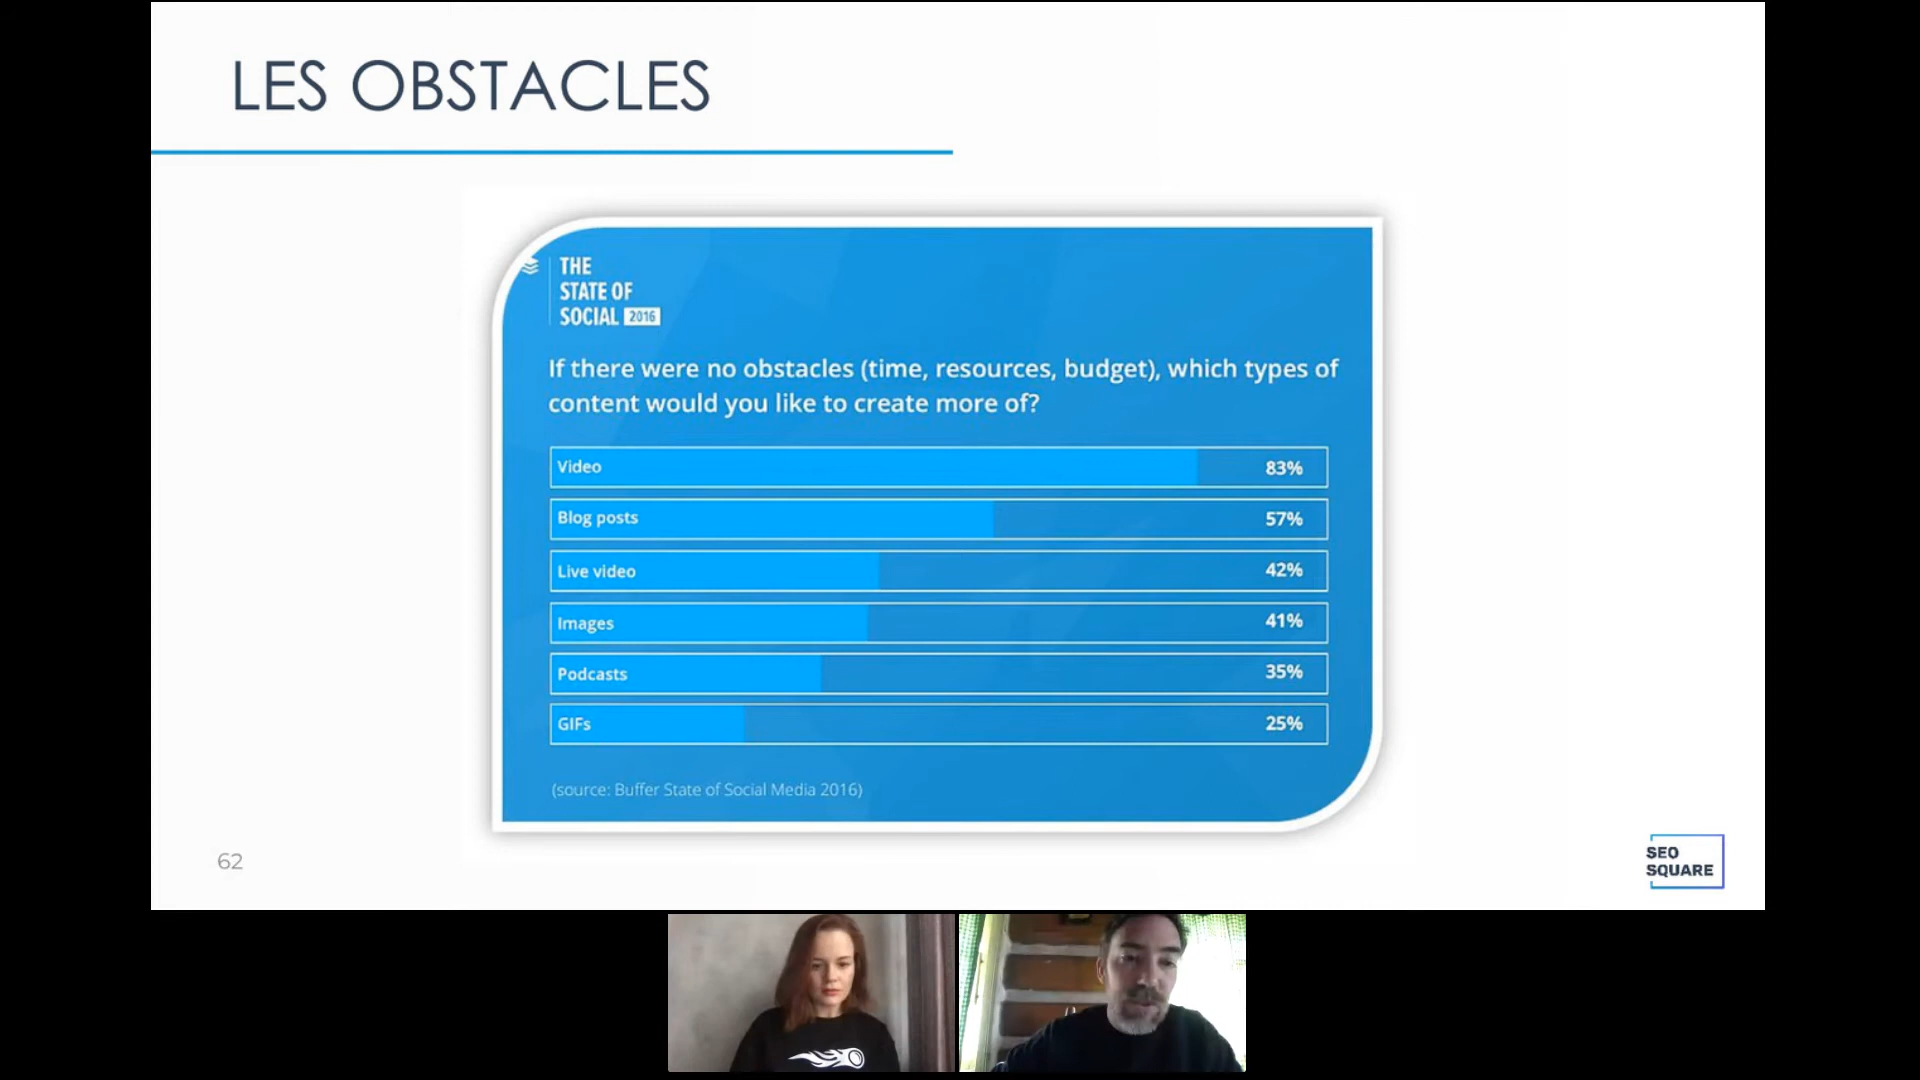 LES OBSTACLES
THE
STATE OF
SOCIAL 2016
If there were no obstacles (time, resources, budget), which types of
content would you like to create more of?
Video 83%
Blog posts 57%
Live video 42%
Images 41%
Podcasts 35%
GIFs 25%
(source: Buffer State of Social Media 2016)
62
SEO
SQUARE